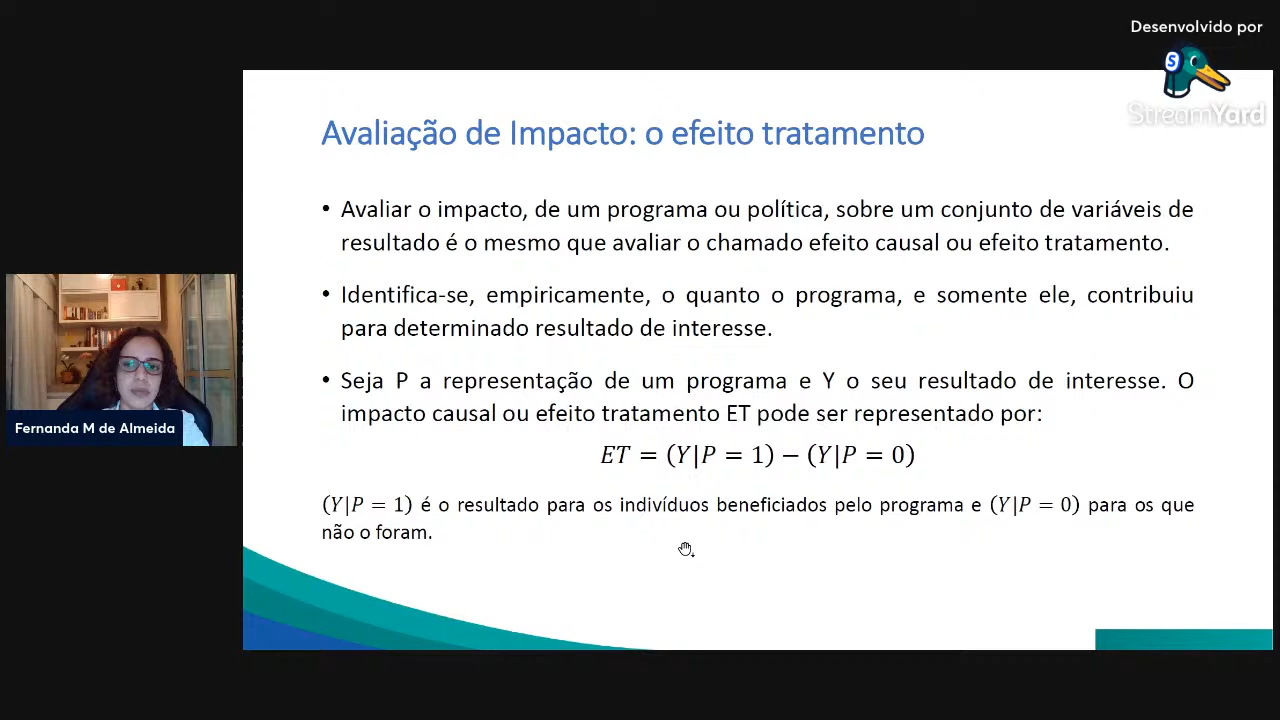 Desenvolvido por
StreamYard
Avaliação de Impacto: o efeito tratamento
• Avaliar o impacto, de um programa ou política, sobre um conjunto de variáveis de
resultado é o mesmo que avaliar o chamado efeito causal ou efeito tratamento.
• Identifica-se, empiricamente, o quanto o programa, e somente ele, contribuiu
para determinado resultado de interesse.
• Seja P a representação de um programa e Y o seu resultado de interesse. O
impacto causal ou efeito tratamento ET pode ser representado por:
ET = (Y|P = 1) − (Y|P = 0)
(Y|P = 1) é o resultado para os indivíduos beneficiados pelo programa e (Y|P = 0) para os que
não o foram.
Fernanda M de Almeida